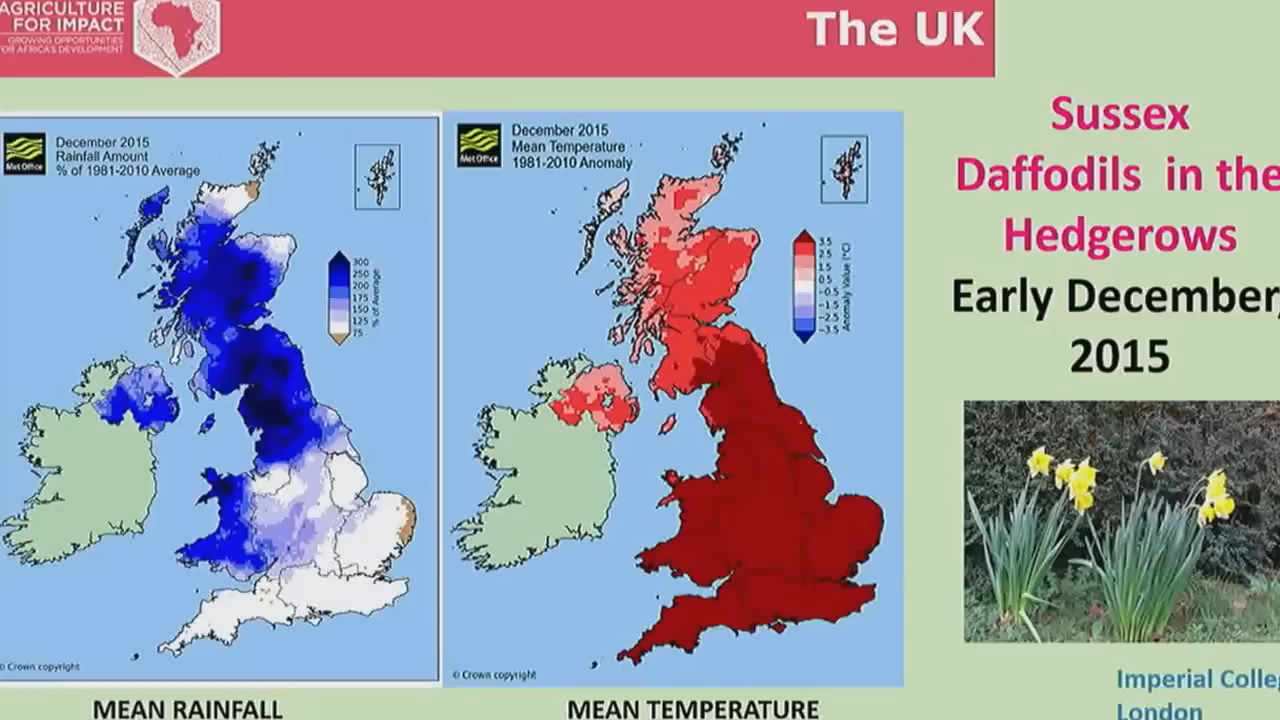 AGRICULTURE
FOR IMPACT
GROWING OPPORTUNITIES
FOR AFRICA'S DEVELOPMENT
The UK
Met Office
December 2015
Rainfall Amount
% of 1981-2010 Average
300
250
200
175
150
125
75
% of Average
© Crown copyright
MEAN RAINFALL
Met Office
December 2015
Mean Temperature
1981-2010 Anomaly
3.5
2.5
1.5
0.5
-0.5
-1.5
-2.5
-3.5
Anomaly Value (°C)
© Crown copyright
MEAN TEMPERATURE
Sussex
Daffodils in the
Hedgerows
Early December,
2015
Imperial Colle
London